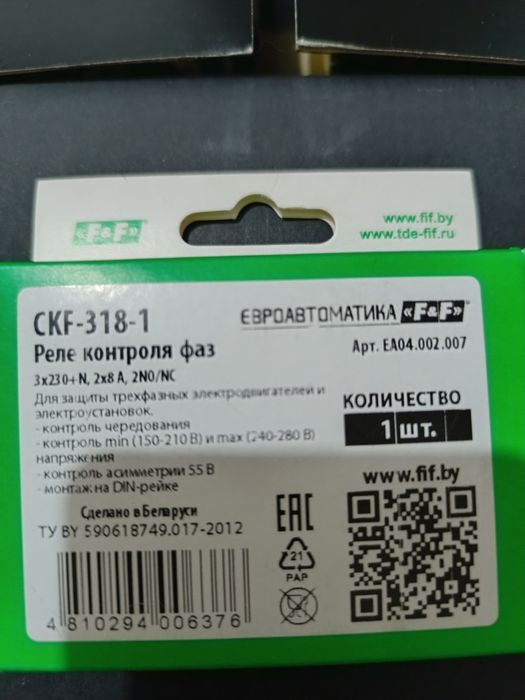 «F&F»
www.fif.by
www.tde-fif.ru
CKF-318-1
ЄВРОАВТОМАТИКА «F&F»
Реле контроля фаз
Арт. EA04.002.007
3x230+N, 2x8 A, 2NO/NC
Для защиты трехфазных электродвигателей и
электроустановок.
- контроль чередования
- контроль min (150-210 В) и max (240-280 В)
напряжения
- контроль асимметрии 55 В
- монтаж на DIN-рейке
КОЛИЧЕСТВО
1 шт.
www.fif.by
Сделано в Беларуси
ТУ BY 590618749.017-2012
EAC
21
PAP
4 810294 006376